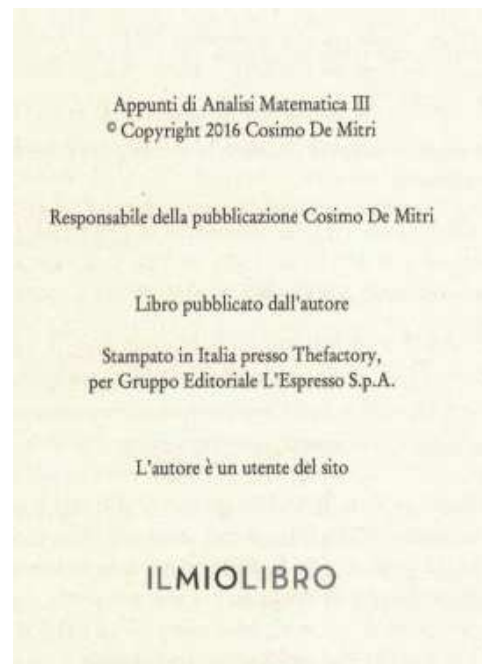 Appunti di Analisi Matematica III
© Copyright 2016 Cosimo De Mitri
Responsabile della pubblicazione Cosimo De Mitri
Libro pubblicato dall'autore
Stampato in Italia presso Thefactory,
per Gruppo Editoriale L'Espresso S.p.A.
L'autore è un utente del sito
ILMIOLIBRO